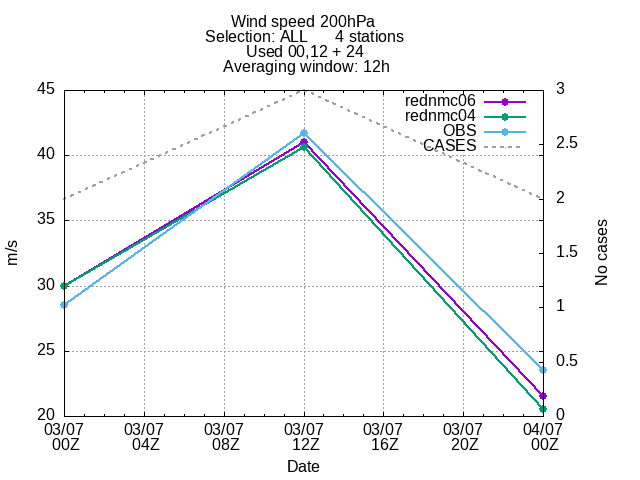 Wind speed 200hPa
Selection: ALL 4 stations
Used 00,12 + 24
Averaging window: 12h
rednmc06
rednmc04
OBS
CASES
45
40
35
30
25
20
m/s
3
2.5
2
1.5
1
0.5
0
No cases
03/07 03/07 03/07 03/07 03/07 03/07 04/07
00Z 04Z 08Z 12Z 16Z 20Z 00Z
Date